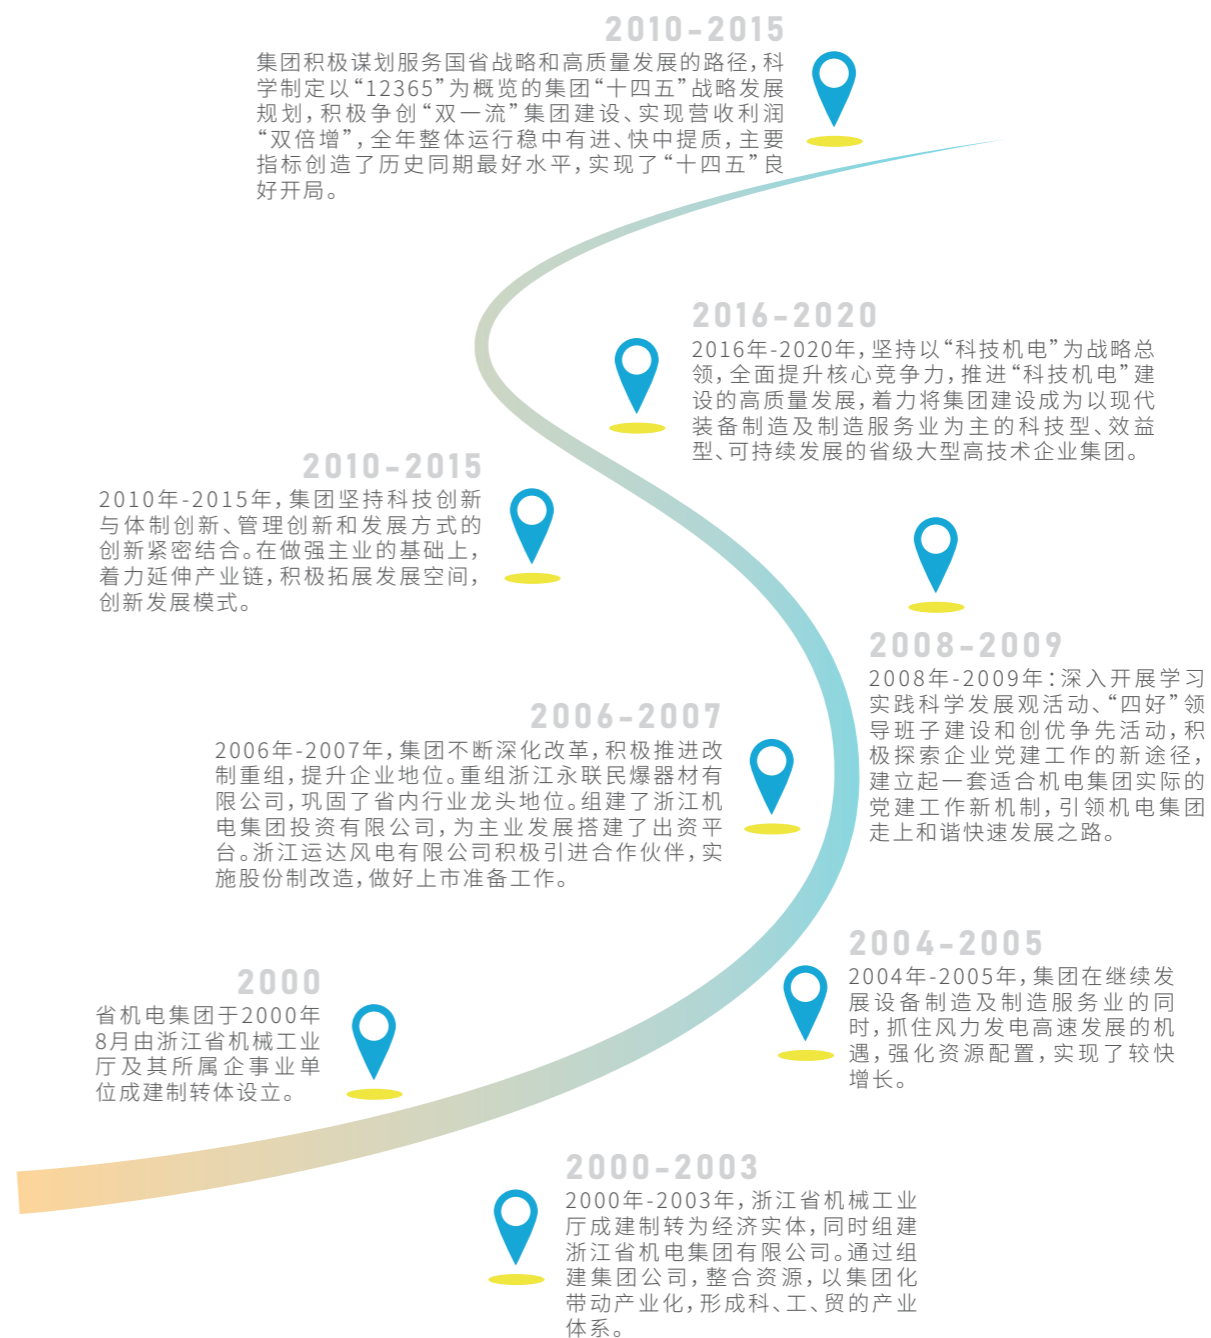 2010-2015
集团积极谋划服务国省战略和高质量发展的路径，科
学制定以“12365”为概览的集团“十四五”战略发展
规划，积极争创“双一流”集团建设、实现营收利润
“双倍增”，全年整体运行稳中有进、快中提质，主要
指标创造了历史同期最好水平，实现了“十四五”良
好开局。
2016-2020
2016年-2020年，坚持以“科技机电”为战略总
领，全面提升核心竞争力，推进“科技机电”建
设的高质量发展，着力将集团建设成为以现代
装备制造及制造服务业为主的科技型、效益
型、可持续发展的省级大型高技术企业集团。
2010-2015
2010年-2015年，集团坚持科技创新
与体制创新、管理创新和发展方式的
创新紧密结合。在做强主业的基础上，
着力延伸产业链，积极拓展发展空间，
创新发展模式。
2008-2009
2008年-2009年：深入开展学习
实践科学发展观活动、“四好”领
导班子建设和创优争先活动，积
极探索企业党建工作的新途径，
建立起一套适合机电集团实际的
党建工作新机制，引领机电集团
走上和谐快速发展之路。
2006-2007
2006年-2007年，集团不断深化改革，积极推进改
制重组，提升企业地位。重组浙江永联民爆器材有
限公司，巩固了省内行业龙头地位。组建了浙江机
电集团投资有限公司，为主业发展搭建了出资平
台。浙江运达风电有限公司积极引进合作伙伴，实
施股份制改造，做好上市准备工作。
2004-2005
2004年-2005年，集团在继续发
展设备制造及制造服务业的同
时，抓住风力发电高速发展的机
遇，强化资源配置，实现了较快
增长。
2000
省机电集团于2000年
8月由浙江省机械工业
厅及其所属企事业单
位成建制转体设立。
2000-2003
2000年-2003年，浙江省机械工业
厅成建制转为经济实体，同时组建
浙江省机电集团有限公司。通过组
建集团公司，整合资源，以集团化
带动产业化，形成科、工、贸的产业
体系。